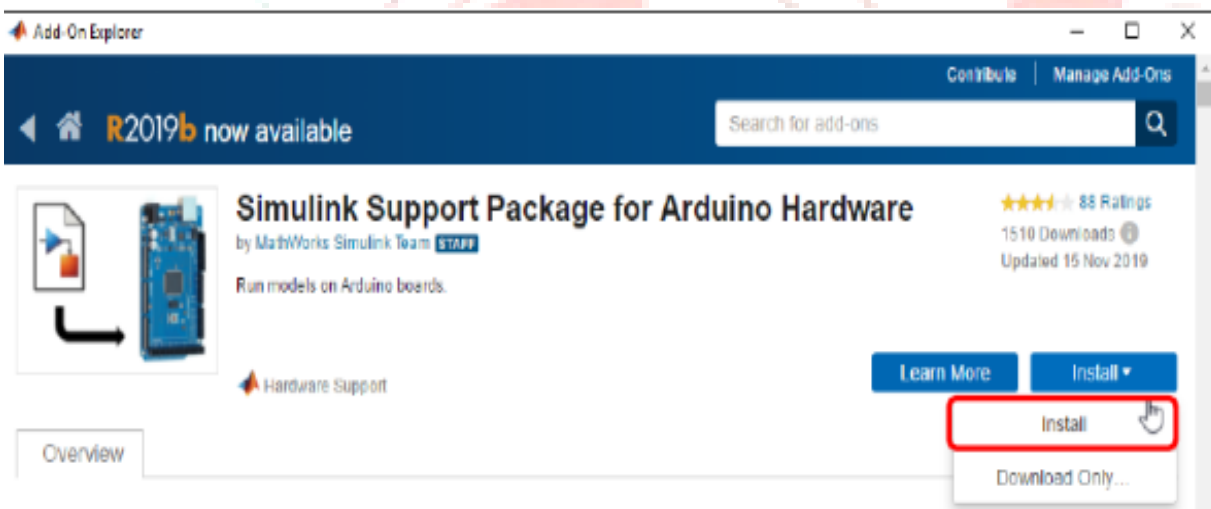 Add-On Explorer
Contribute | Manage Add-Ons
R2019b now available
Search for add-ons
Simulink Support Package for Arduino Hardware
88 Ratings
by MathWorks Simulink Team STAFF
1510 Downloads
Updated 15 Nov 2019
Run models on Arduino boards.
Learn More
Install
Hardware Support
Install
Overview
Download Only...